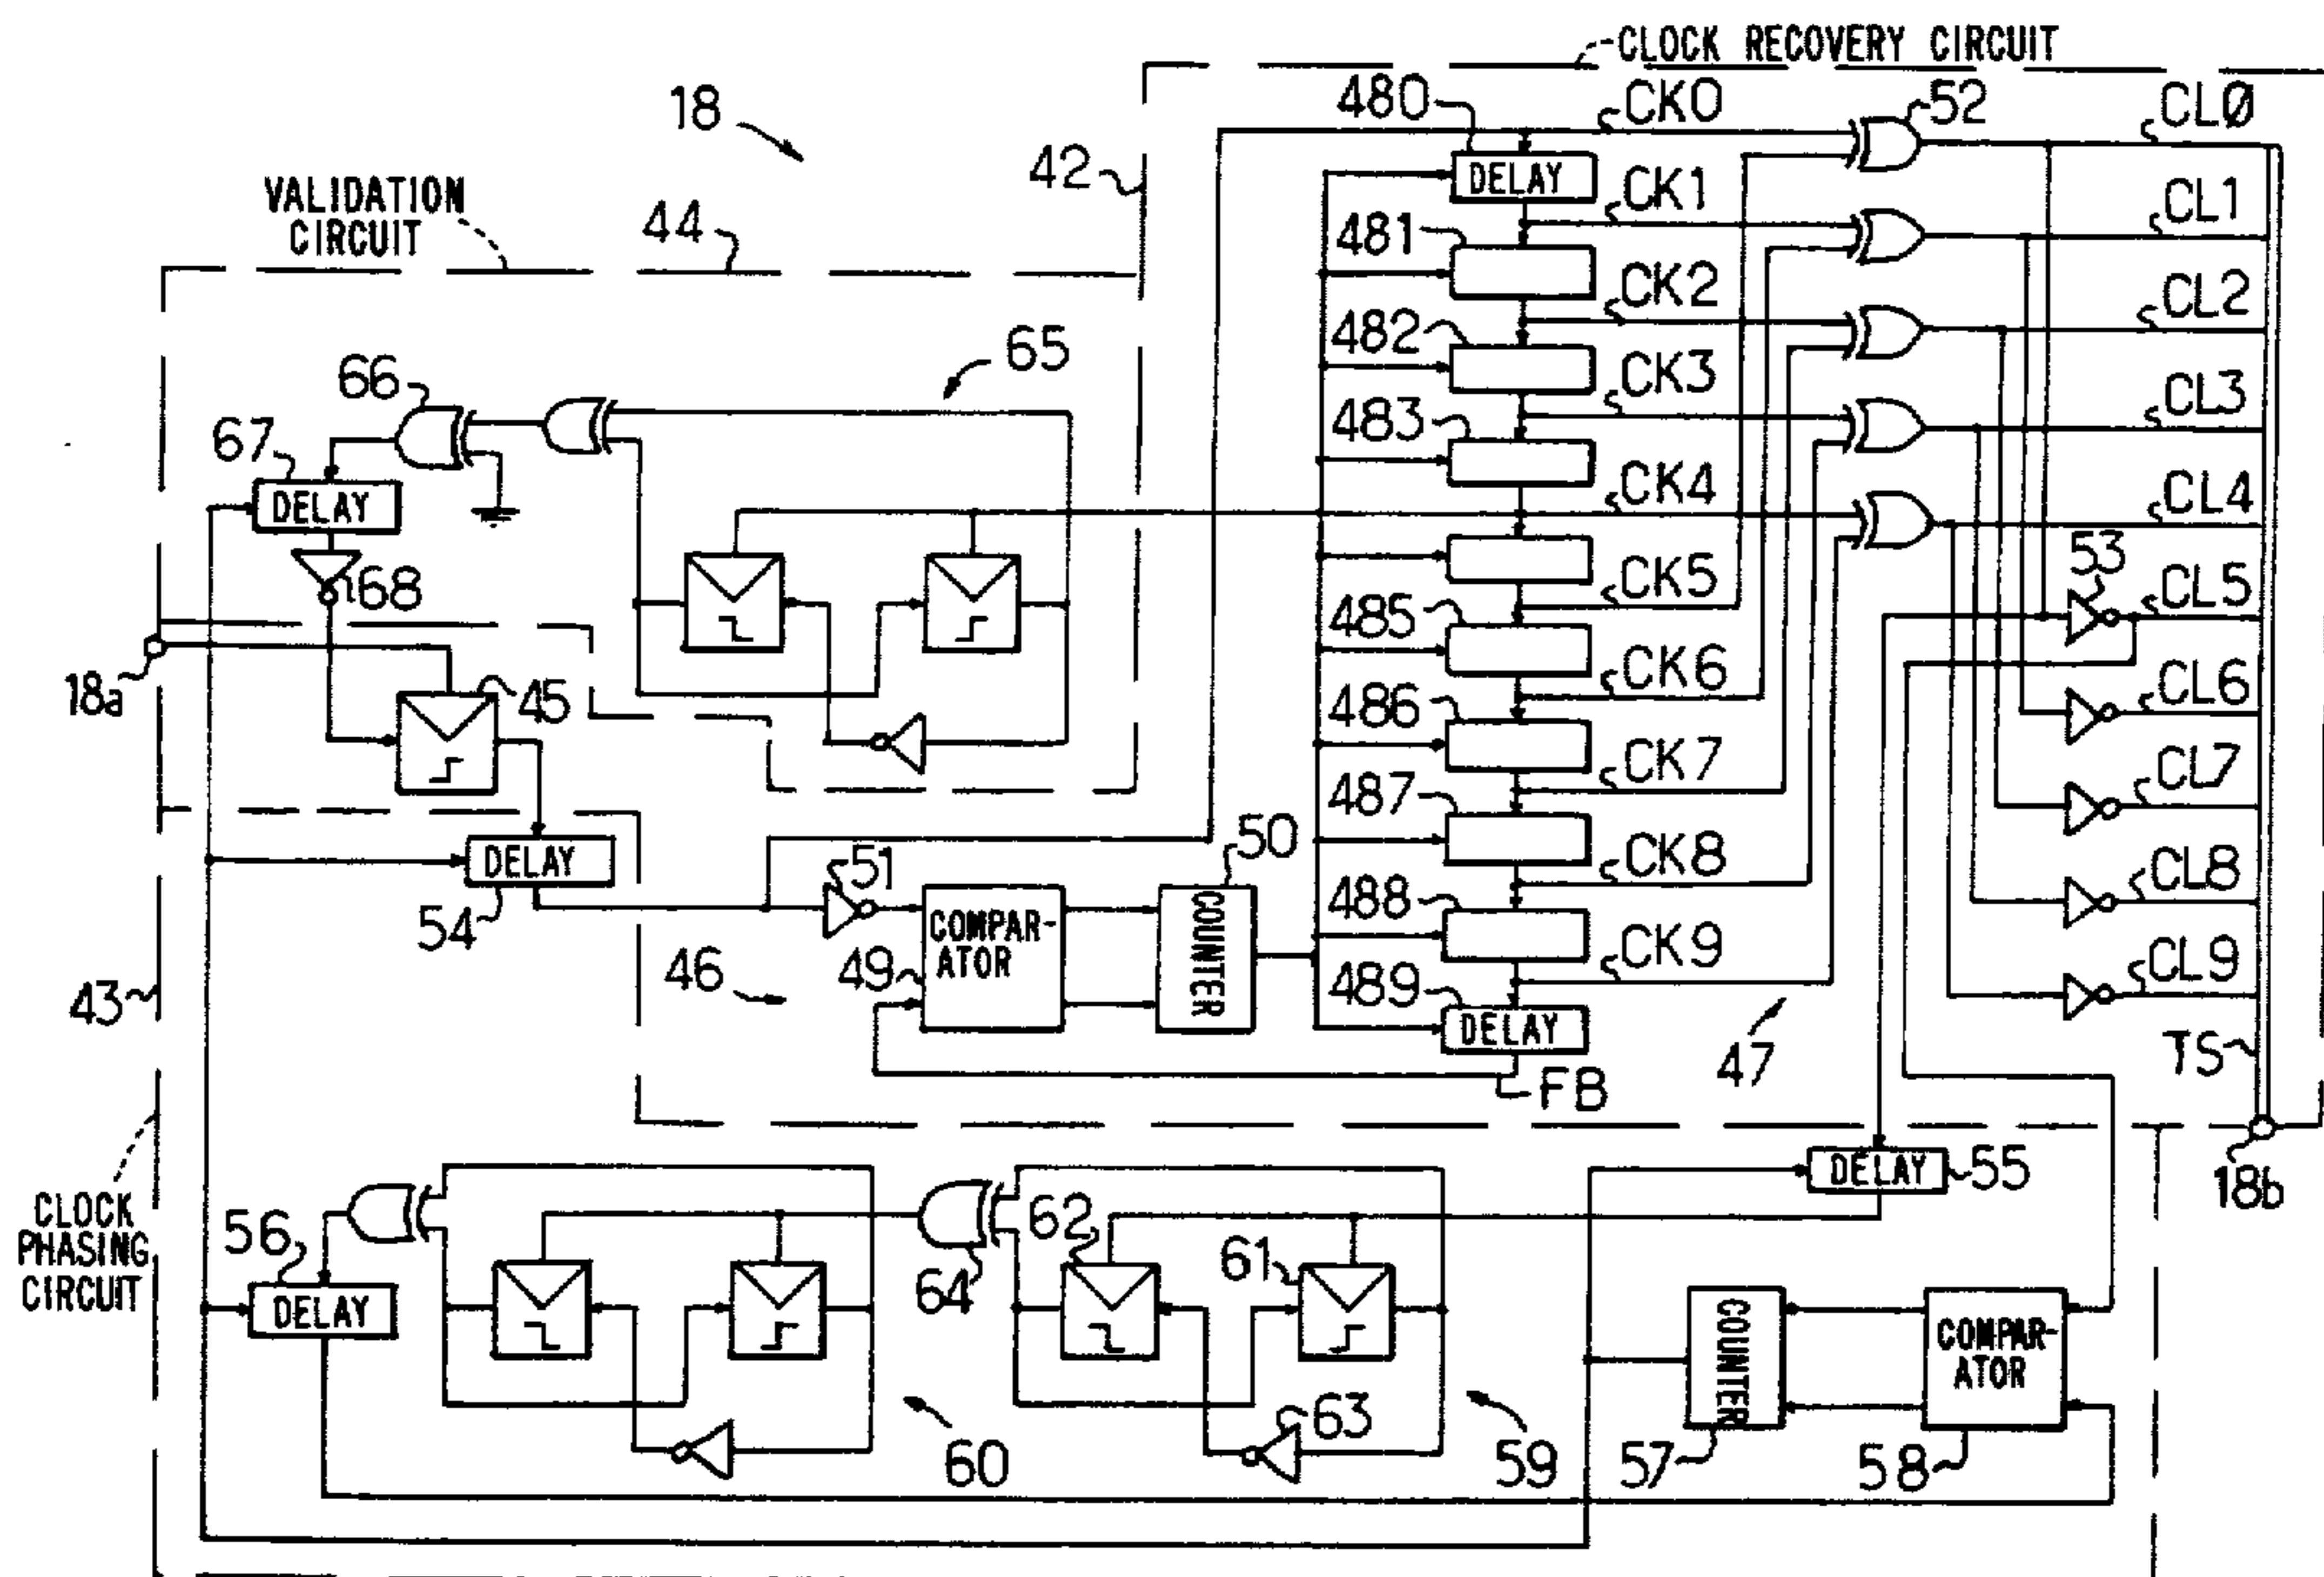 CLOCK RECOVERY CIRCUIT
18
480
CK0
52
CLØ
42
DELAY
CK1
CL1
VALIDATION
CIRCUIT
44
481
CK2
CL2
482
CK3
CL3
65
66
483
CK4
CL4
67
DELAY
53
CK5
CL5
68
485
CK6
CL6
18a
45
486
CK7
CL7
487
CK8
CL8
DELAY
51
50
54
488
CK9
CL9
COMPAR-
ATOR
COUNTER
46
49
489
DELAY
43
47
TS
FB
DELAY
55
18b
CLOCK
PHASING
CIRCUIT
56
64
62
61
DELAY
COUNTER
COMPAR-
ATOR
63
60
59
57
58